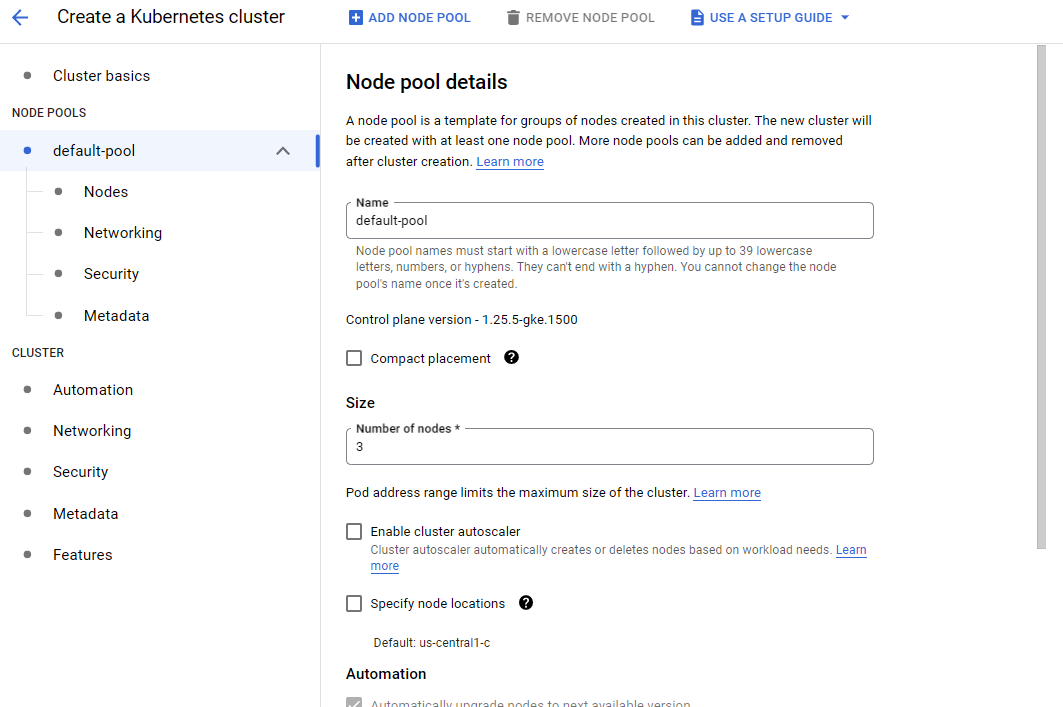 Create a Kubernetes cluster
ADD NODE POOL
REMOVE NODE POOL
USE A SETUP GUIDE
Cluster basics
NODE POOLS
default-pool
Nodes
Networking
Security
Metadata
CLUSTER
Automation
Networking
Security
Metadata
Features
Node pool details
A node pool is a template for groups of nodes created in this cluster. The new cluster will
be created with at least one node pool. More node pools can be added and removed
after cluster creation. Learn more
Name
default-pool
Node pool names must start with a lowercase letter followed by up to 39 lowercase
letters, numbers, or hyphens. They can't end with a hyphen. You cannot change the node
pool's name once it's created.
Control plane version - 1.25.5-gke.1500
Compact placement ?
Size
Number of nodes *
3
Pod address range limits the maximum size of the cluster. Learn more
Enable cluster autoscaler
Cluster autoscaler automatically creates or deletes nodes based on workload needs. Learn
more
Specify node locations ?
Default: us-central1-c
Automation
Automatically upgrade nodes to next available version